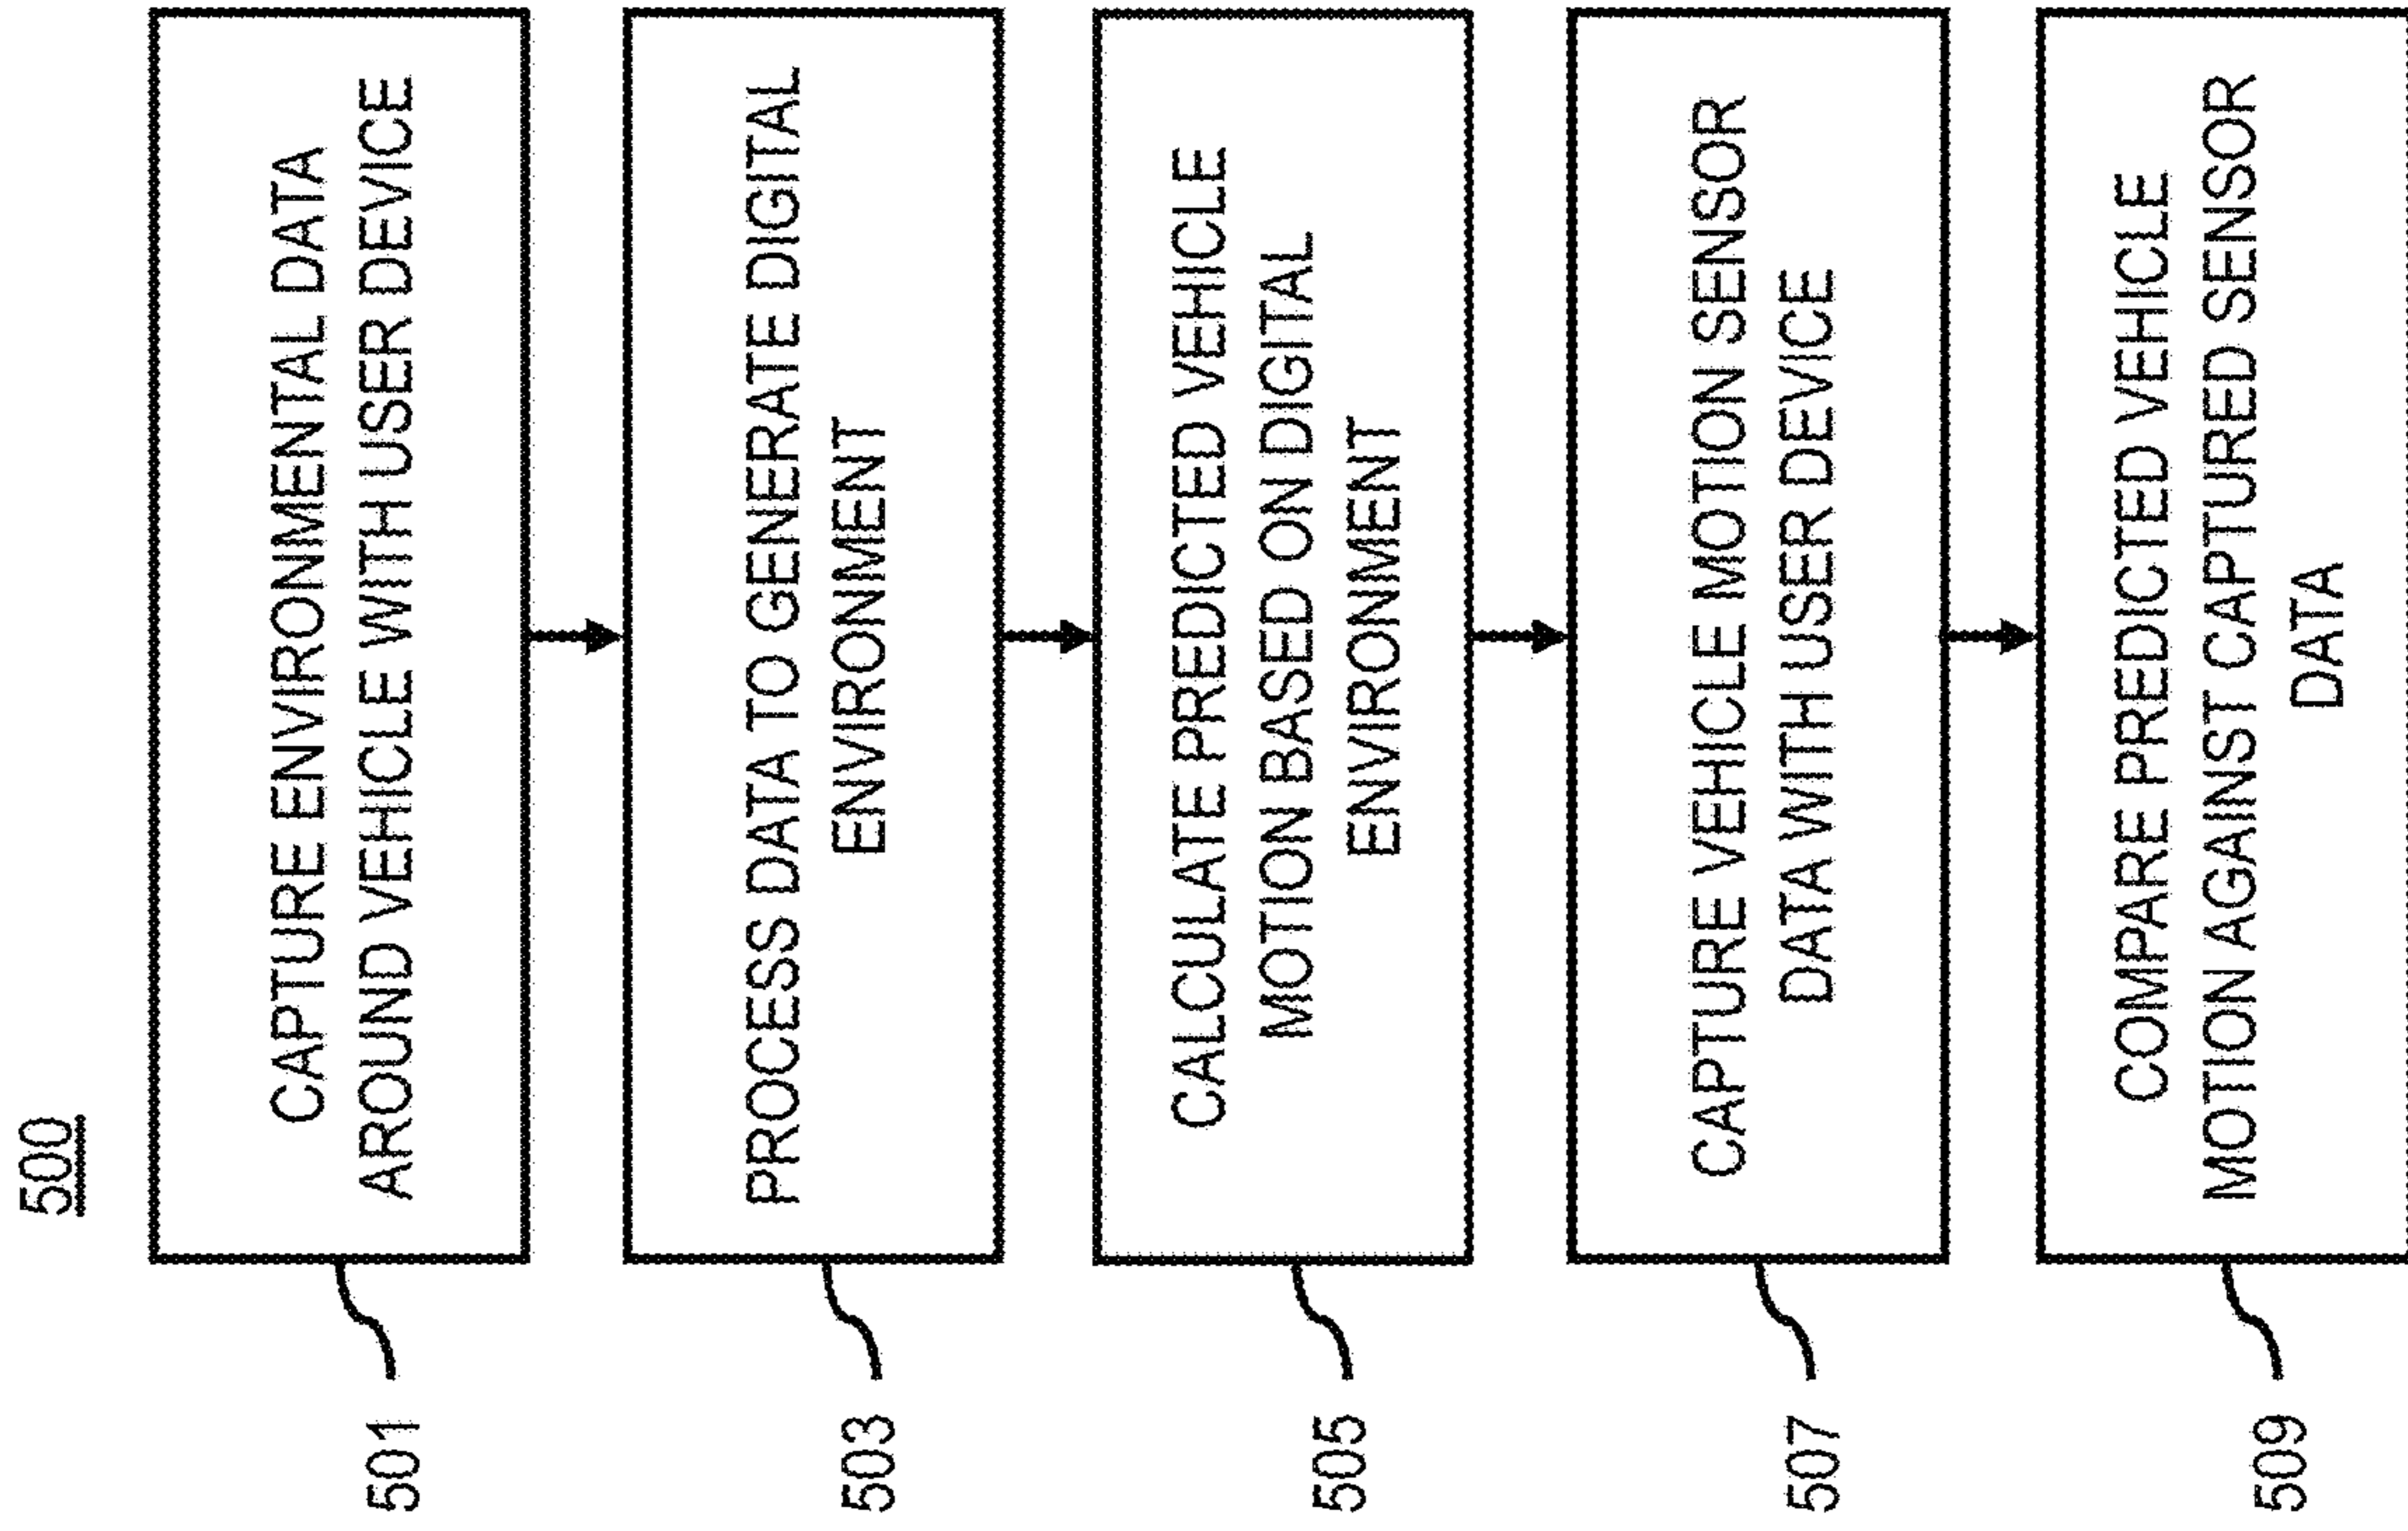 500
501
CAPTURE ENVIRONMENTAL DATA
AROUND VEHICLE WITH USER DEVICE
503
PROCESS DATA TO GENERATE DIGITAL
ENVIRONMENT
505
CALCULATE PREDICTED VEHICLE
MOTION BASED ON DIGITAL
ENVIRONMENT
507
CAPTURE VEHICLE MOTION SENSOR
DATA WITH USER DEVICE
509
COMPARE PREDICTED VEHICLE
MOTION AGAINST CAPTURED SENSOR
DATA